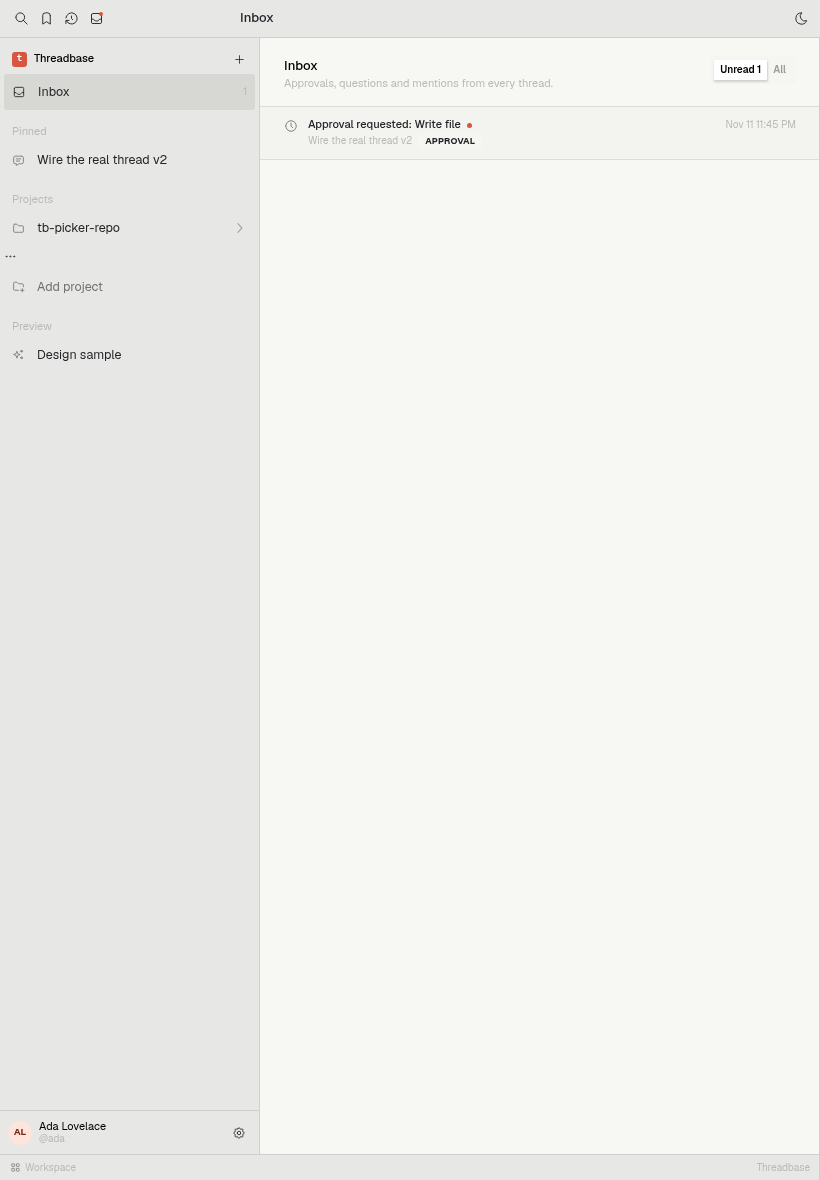 Inbox
t Threadbase
Inbox 1
Pinned
Wire the real thread v2
Projects
tb-picker-repo
...
Add project
Preview
Design sample
AL Ada Lovelace
@ada
Workspace
Inbox
Approvals, questions and mentions from every thread.
Unread 1 All
Approval requested: Write file
Nov 11 11:45 PM
Wire the real thread v2 APPROVAL
Threadbase